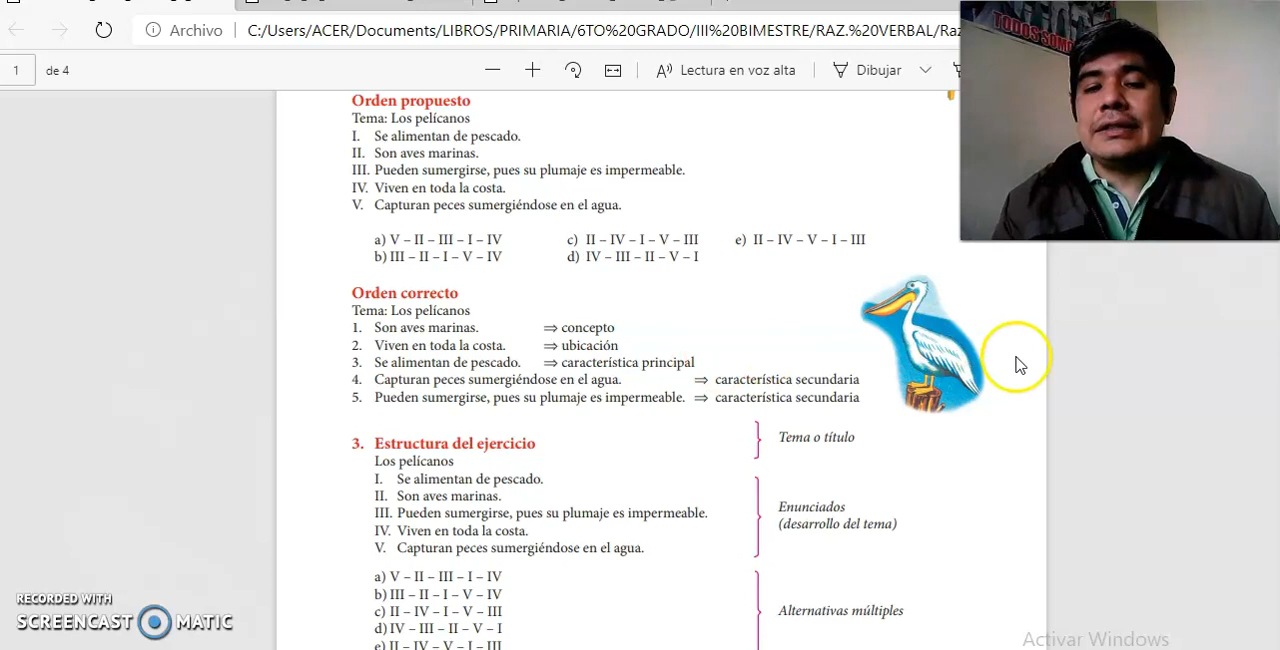 Archivo C:/Users/ACER/Documents/LIBROS/PRIMARIA/6TO%20GRADO/III%20BIMESTRE/RAZ.%20VERBAL/Raz
TODOS SOMO
1 de 4 Lectura en voz alta Dibujar
Orden propuesto
Tema: Los pelícanos
I. Se alimentan de pescado.
II. Son aves marinas.
III. Pueden sumergirse, pues su plumaje es impermeable.
IV. Viven en toda la costa.
V. Capturan peces sumergiéndose en el agua.
a) V – II – III – I – IV c) II – IV – I – V – III e) II – IV – V – I – III
b) III – II – I – V – IV d) IV – III – II – V – I
Orden correcto
Tema: Los pelícanos
1. Son aves marinas. ⇒ concepto
2. Viven en toda la costa. ⇒ ubicación
3. Se alimentan de pescado. ⇒ característica principal
4. Capturan peces sumergiéndose en el agua. ⇒ característica secundaria
5. Pueden sumergirse, pues su plumaje es impermeable. ⇒ característica secundaria
3. Estructura del ejercicio
Tema o título
Los pelícanos
I. Se alimentan de pescado.
II. Son aves marinas.
III. Pueden sumergirse, pues su plumaje es impermeable.
IV. Viven en toda la costa.
V. Capturan peces sumergiéndose en el agua.
Enunciados
(desarrollo del tema)
a) V – II – III – I – IV
b) III – II – I – V – IV
c) II – IV – I – V – III
d) IV – III – II – V – I
e) II – IV – V – I – III
Alternativas múltiples
RECORDED WITH
SCREENCAST MATIC
Activar Windows